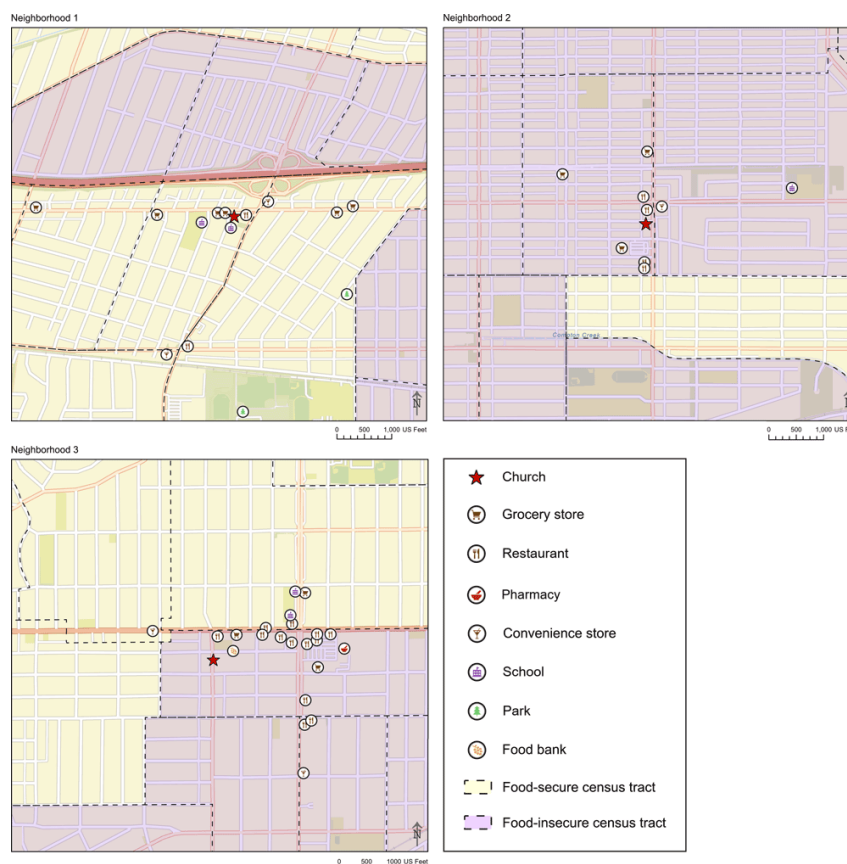 Neighborhood 1
Neighborhood 2
N
0 500 1,000 US Feet
N
0 500 1,000 US Feet
Neighborhood 3
N
0 500 1000 US Feet
Church
Grocery store
Restaurant
Pharmacy
Convenience store
School
Park
Food bank
Food-secure census tract
Food-insecure census tract